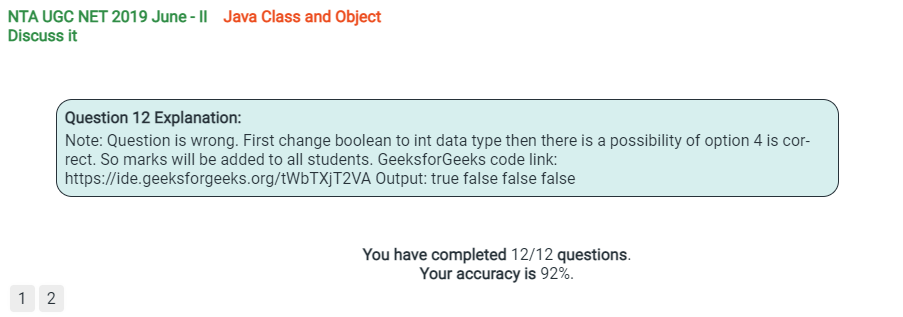 NTA UGC NET 2019 June - II Java Class and Object
Discuss it
Question 12 Explanation:
Note: Question is wrong. First change boolean to int data type then there is a possibility of option 4 is cor-
rect. So marks will be added to all students. GeeksforGeeks code link:
https://ide.geeksforgeeks.org/tWbTXjT2VA Output: true false false false
You have completed 12/12 questions.
Your accuracy is 92%.
1 2